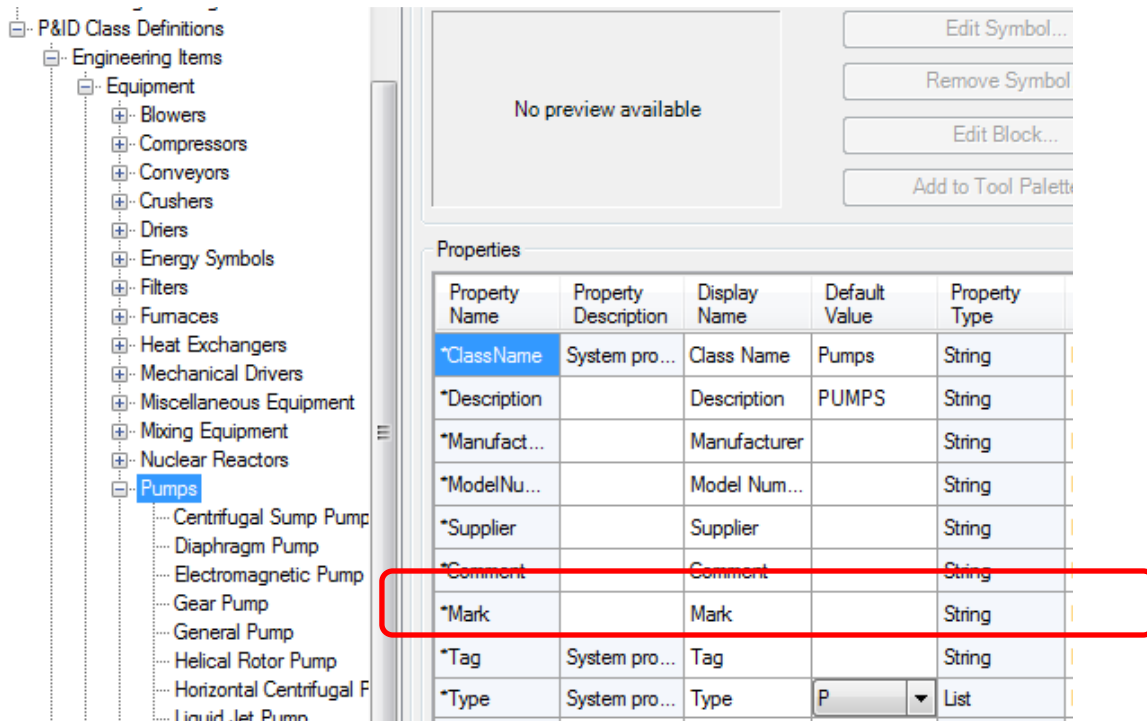 P&ID Class Definitions
Engineering Items
Equipment
Blowers
Compressors
Conveyors
Crushers
Driers
Energy Symbols
Filters
Furnaces
Heat Exchangers
Mechanical Drivers
Miscellaneous Equipment
Mixing Equipment
Nuclear Reactors
Pumps
Centrifugal Sump Pump
Diaphragm Pump
Electromagnetic Pump
Gear Pump
General Pump
Helical Rotor Pump
Horizontal Centrifugal P
Liquid Jet Pump
No preview available
Edit Symbol...
Remove Symbol
Edit Block...
Add to Tool Palette
Properties
Property Name Property Description Display Name Default Value Property Type
*ClassName System pro... Class Name Pumps String
*Description Description PUMPS String
*Manufact... Manufacturer String
*ModelNu... Model Num... String
*Supplier Supplier String
*Comment Comment String
*Mark Mark String
*Tag System pro... Tag String
*Type System pro... Type P List